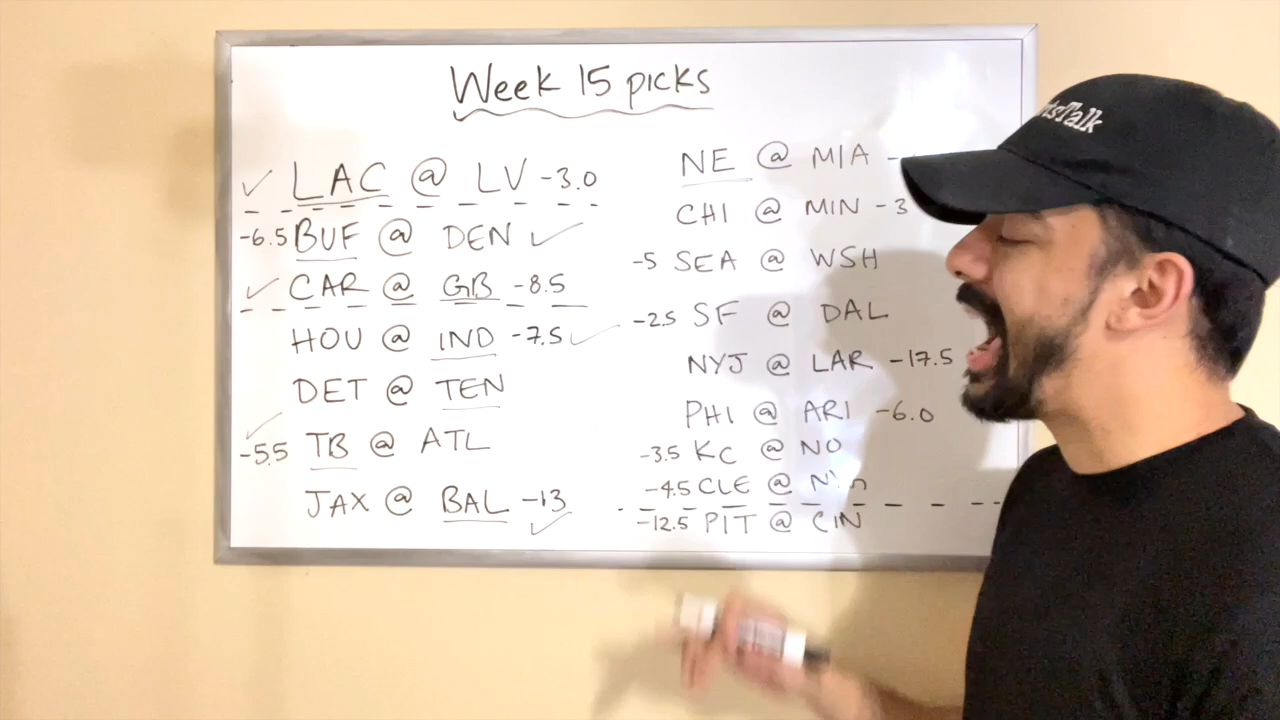 Week 15 picks
LAC @ LV -3.0
-6.5 BUF @ DEN
CAR @ GB -8.5
HOU @ IND -7.5
DET @ TEN
-5.5 TB @ ATL
JAX @ BAL -13
NE @ MIA -
CHI @ MIN -3
-5 SEA @ WSH
-2.5 SF @ DAL
NYJ @ LAR -17.5
PHI @ ARI -6.0
-3.5 KC @ NO
-4.5 CLE @
-12.5 PIT @ CIN
Talk